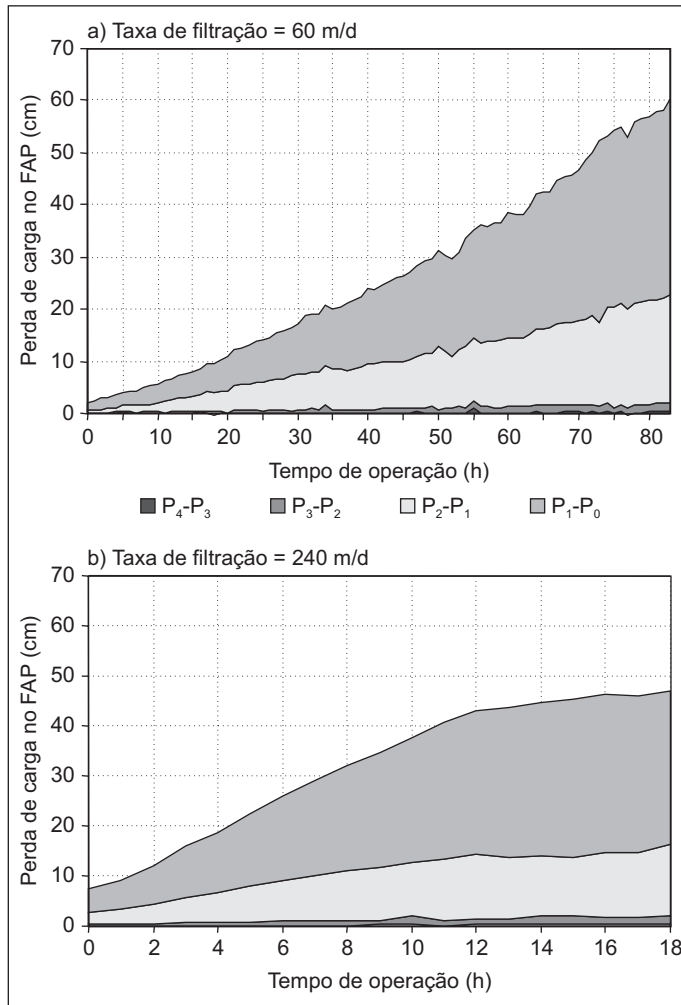 a) Taxa de filtração = 60 m/d
Perda de carga no FAP (cm)
70
60
50
40
30
20
10
0
0 10 20 30 40 50 60 70 80
Tempo de operação (h)
P₄-P₃ P₃-P₂ P₂-P₁ P₁-P₀
b) Taxa de filtração = 240 m/d
Perda de carga no FAP (cm)
70
60
50
40
30
20
10
0
0 2 4 6 8 10 12 14 16 18
Tempo de operação (h)